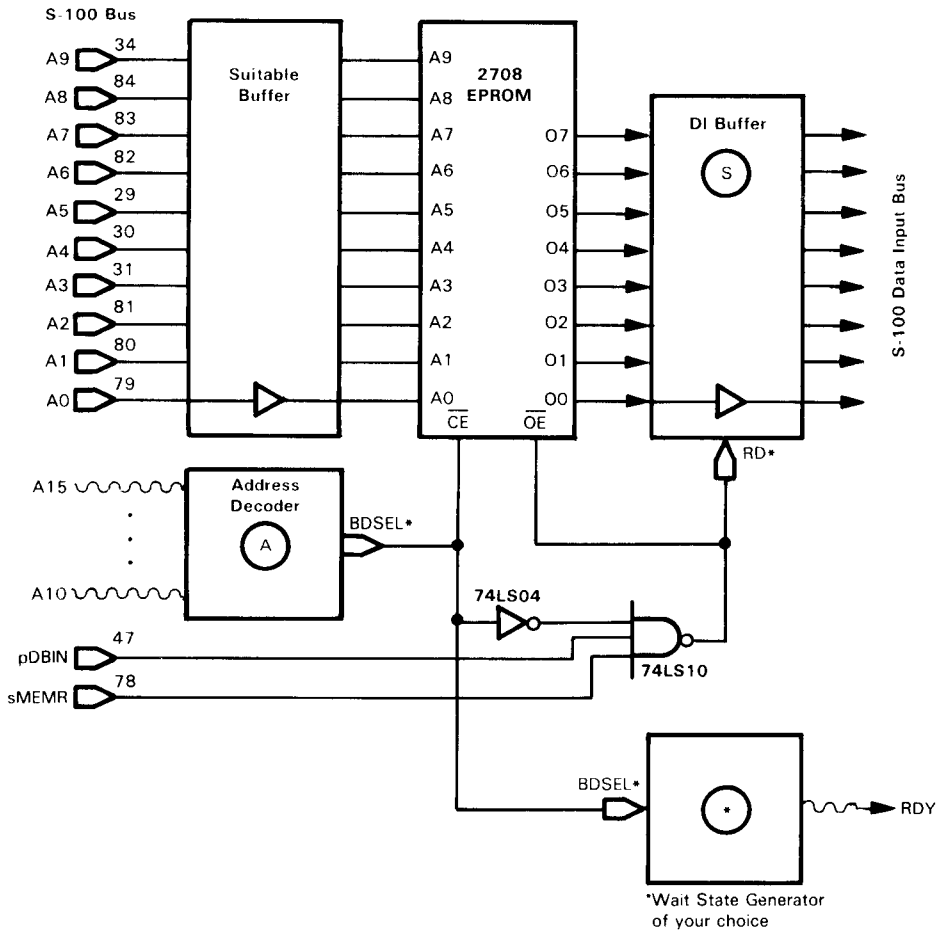 S-100 Bus
A9 34
A8 84
A7 83
A6 82
A5 29
A4 30
A3 31
A2 81
A1 80
A0 79
Suitable
Buffer
2708
EPROM
A9
A8
A7
A6
A5
A4
A3
A2
A1
A0
O7
O6
O5
O4
O3
O2
O1
O0
CE
OE
DI Buffer
S
S-100 Data Input Bus
RD*
A15
A10
Address
Decoder
A
BDSEL*
74LS04
74LS10
pDBIN 47
sMEMR 78
BDSEL*
*
RDY
*Wait State Generator
of your choice